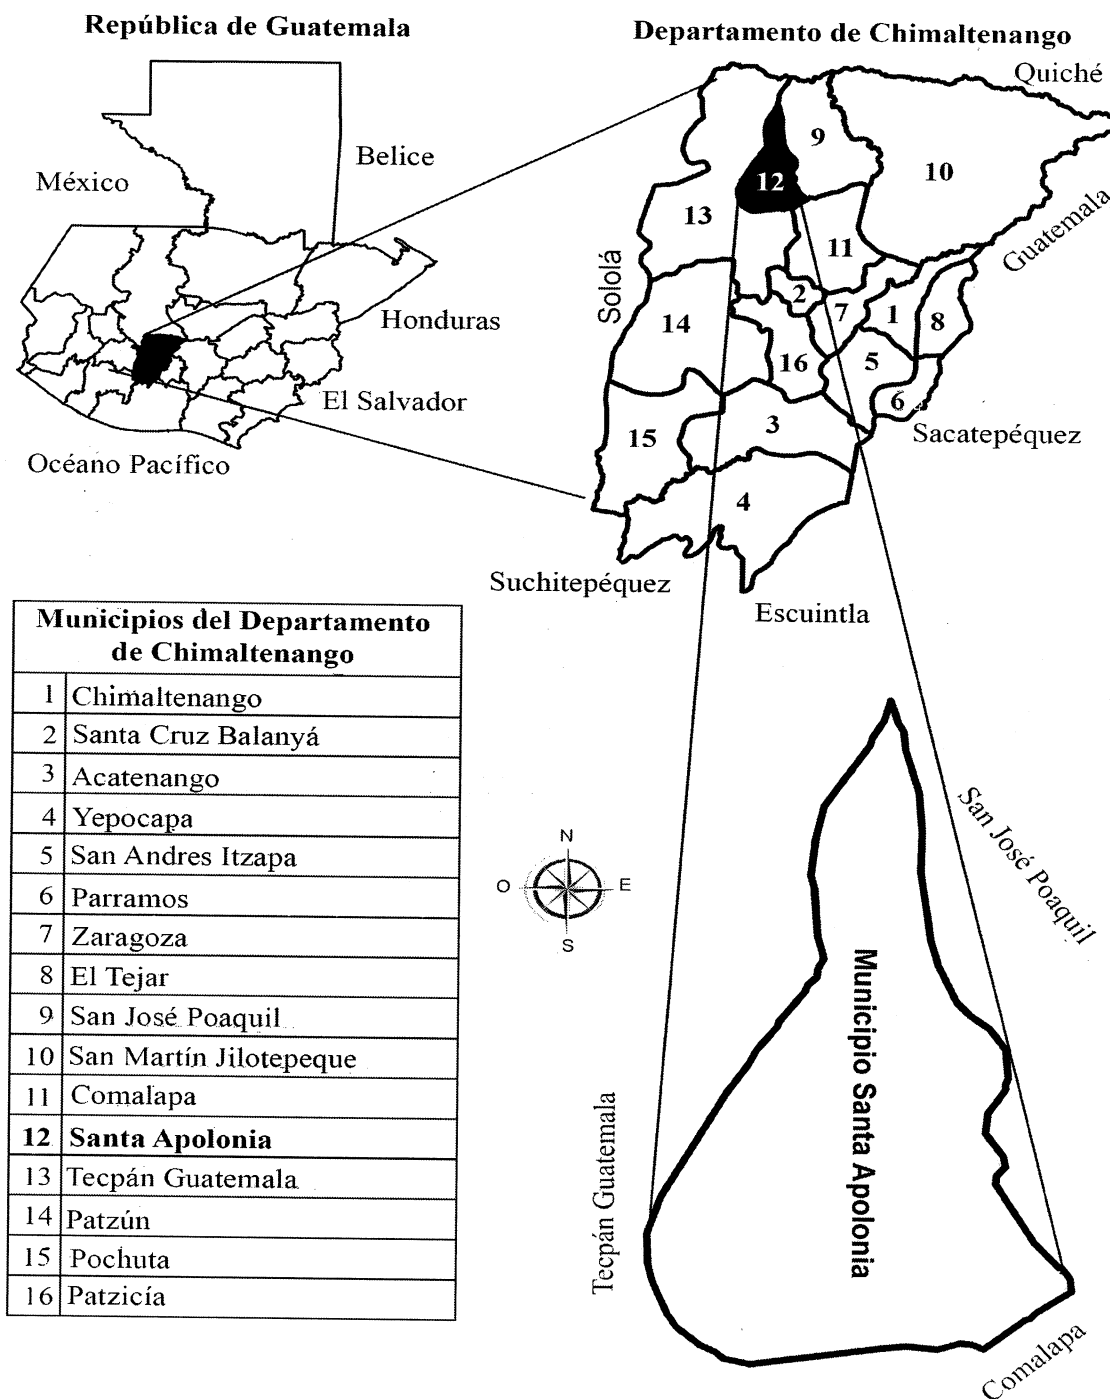 República de Guatemala
México
Belice
Honduras
El Salvador
Océano Pacífico
Departamento de Chimaltenango
Quiché
Guatemala
Sololá
Sacatepéquez
Suchitepéquez
Escuintla
9
10
12
13
11
2
7
1
8
14
16
5
6
3
15
4
Municipios del Departamento
de Chimaltenango
1 Chimaltenango
2 Santa Cruz Balanyá
3 Acatenango
4 Yepocapa
5 San Andres Itzapa
6 Parramos
7 Zaragoza
8 El Tejar
9 San José Poaquil
10 San Martín Jilotepeque
11 Comalapa
12 Santa Apolonia
13 Tecpán Guatemala
14 Patzún
15 Pochuta
16 Patzicía
N
O
E
S
San José Poaquil
Municipio Santa Apolonia
Tecpán Guatemala
Comalapa